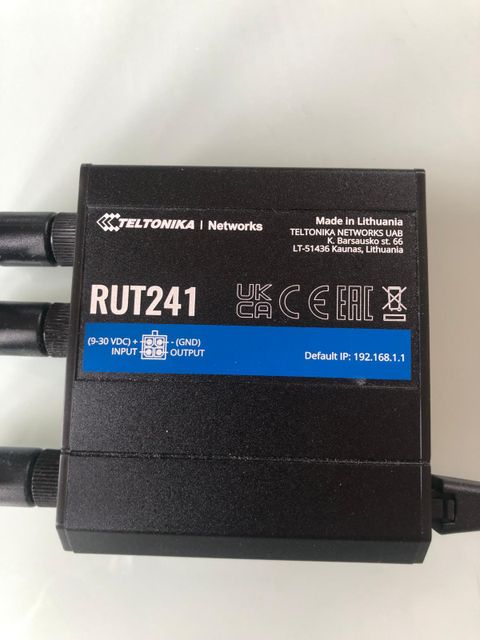 TELTONIKA | Networks
Made in Lithuania
TELTONIKA NETWORKS UAB
K. Barsausko st. 66
LT-51436 Kaunas, Lithuania
RUT241
UK CA CE EAC
(9-30 VDC) + - (GND)
INPUT OUTPUT
Default IP: 192.168.1.1